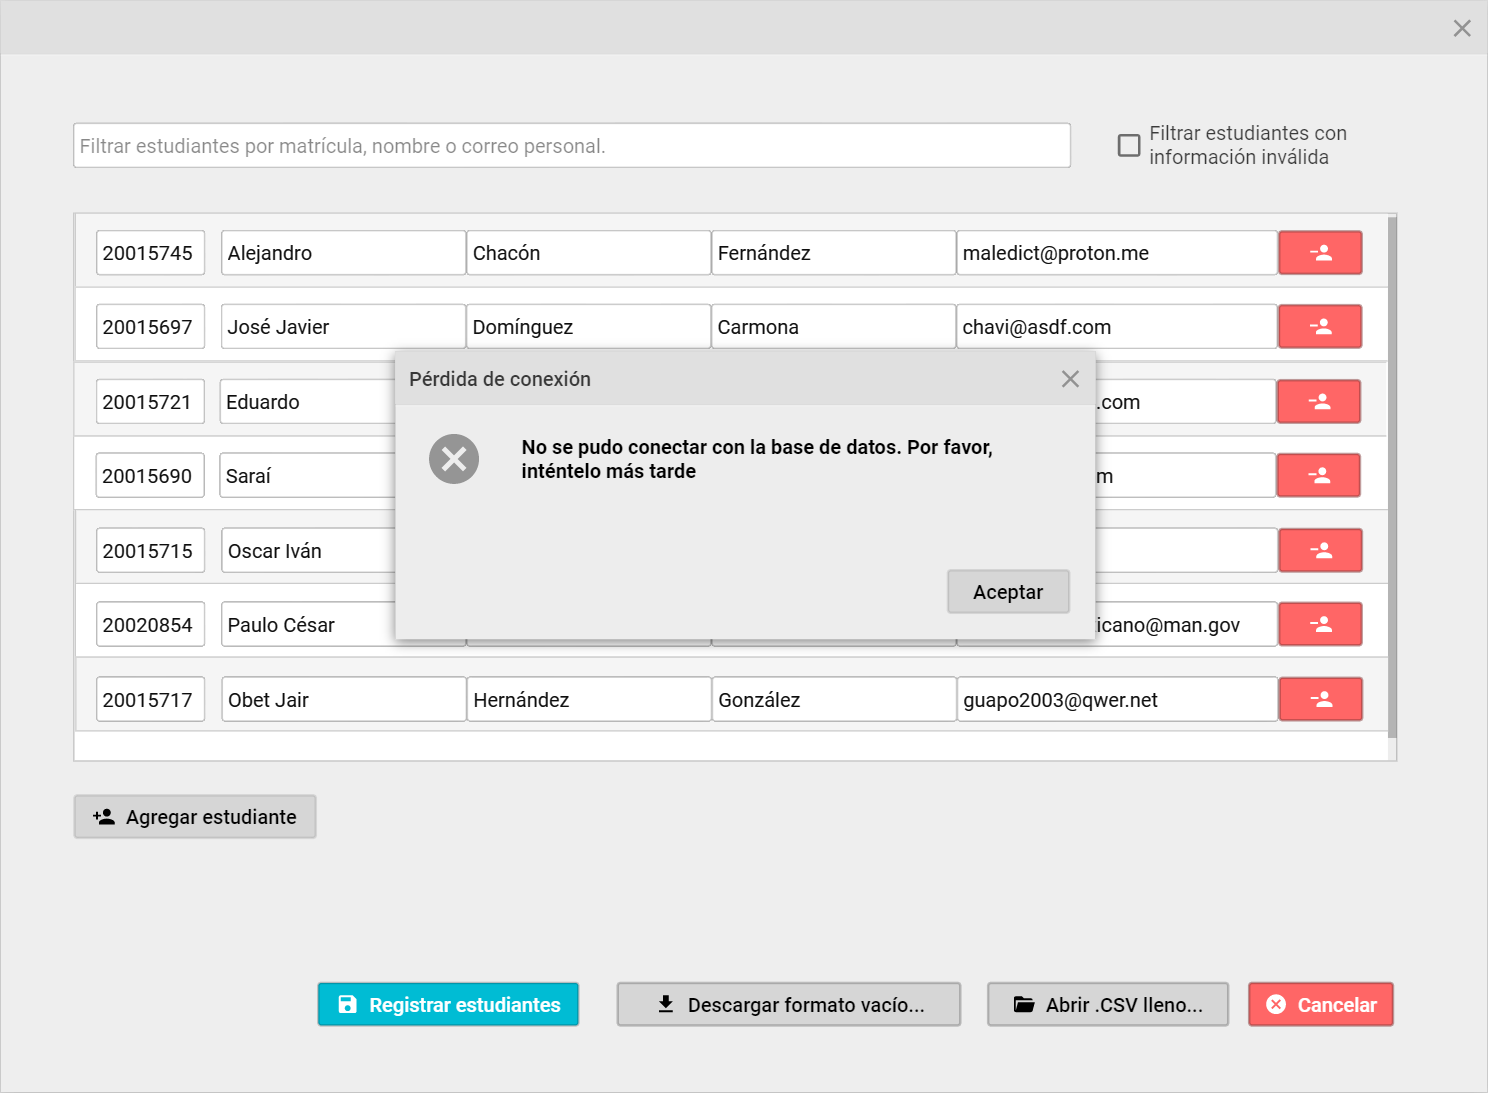 Filtrar estudiantes por matrícula, nombre o correo personal.
Filtrar estudiantes con
información inválida
20015745 Alejandro Chacón Fernández maledict@proton.me
20015697 José Javier Domínguez Carmona chavi@asdf.com
20015721 Eduardo .com
20015690 Saraí m
20015715 Oscar Iván
20020854 Paulo César icano@man.gov
20015717 Obet Jair Hernández González guapo2003@qwer.net
Pérdida de conexión
No se pudo conectar con la base de datos. Por favor,
inténtelo más tarde
Aceptar
Agregar estudiante
Registrar estudiantes
Descargar formato vacío...
Abrir .CSV lleno...
Cancelar